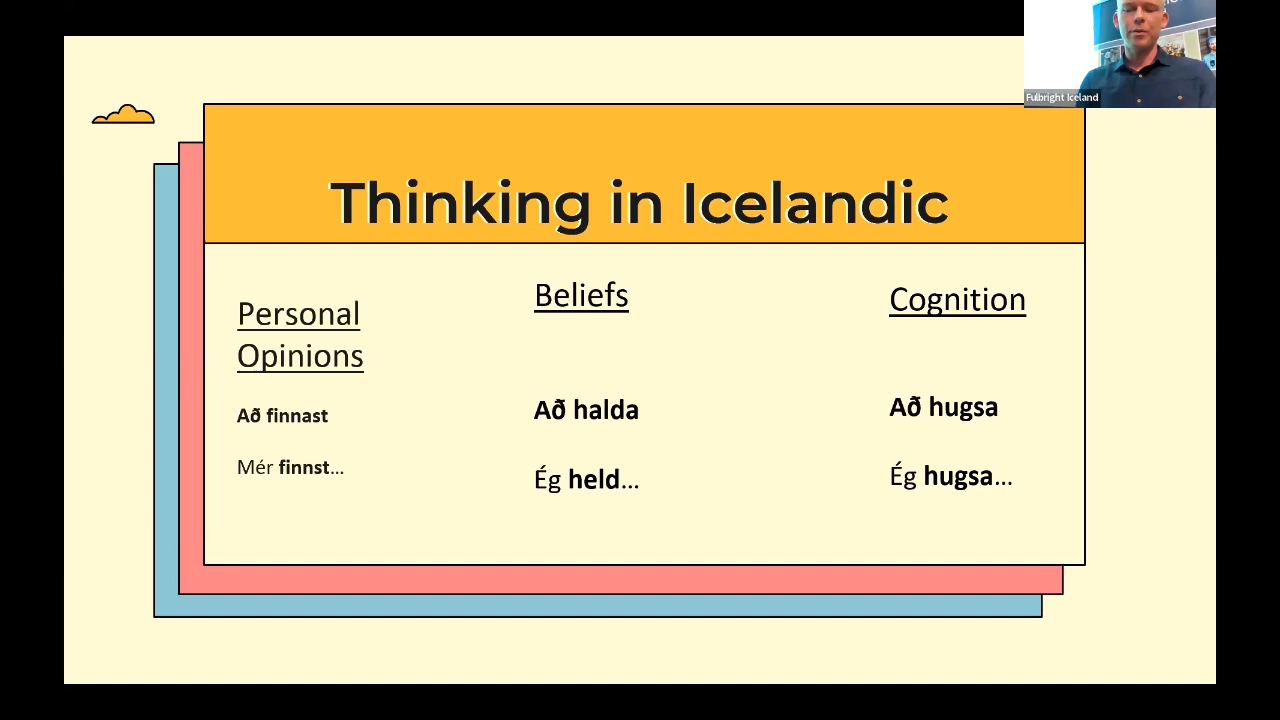 Fulbright Iceland
Thinking in Icelandic
Personal
Opinions
Að finnast
Mér finnst...
Beliefs
Að halda
Ég held...
Cognition
Að hugsa
Ég hugsa...